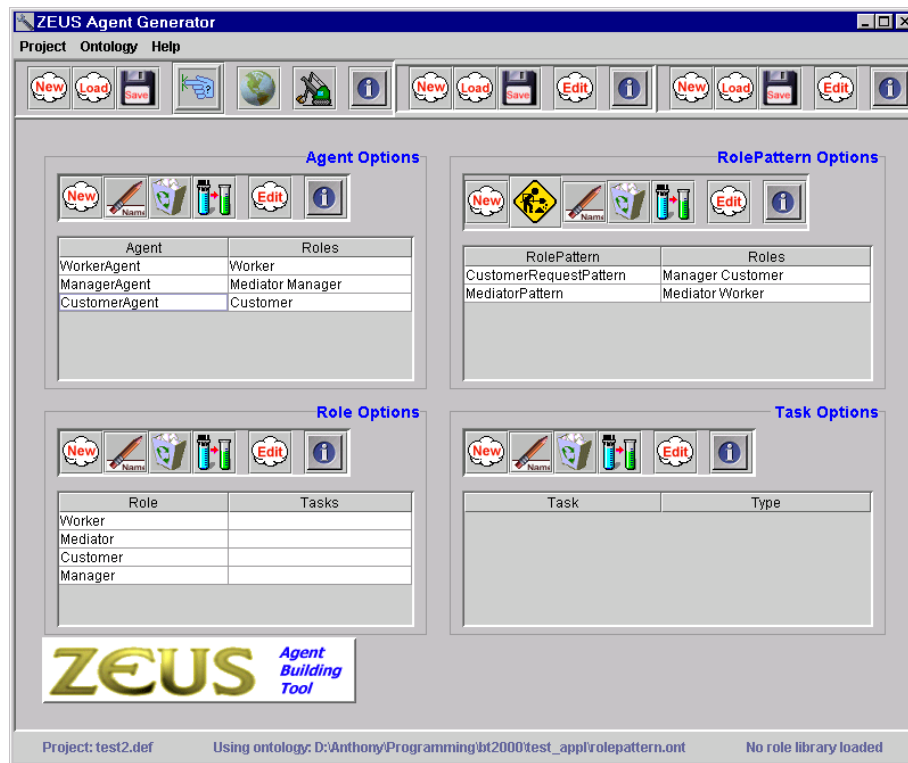 ZEUS Agent Generator
Project Ontology Help
New Load Save New Load Save Edit New Load Save Edit
Agent Options
New Name Edit
Agent Roles
WorkerAgent Worker
ManagerAgent Mediator Manager
CustomerAgent Customer
RolePattern Options
New Name Edit
RolePattern Roles
CustomerRequestPattern Manager Customer
MediatorPattern Mediator Worker
Role Options
New Name Edit
Role Tasks
Worker
Mediator
Customer
Manager
Task Options
New Name Edit
Task Type
ZEUS
Agent
Building
Tool
Project: test2.def Using ontology: D:\Anthony\Programming\bt2000\test_appl\rolepattern.ont No role library loaded